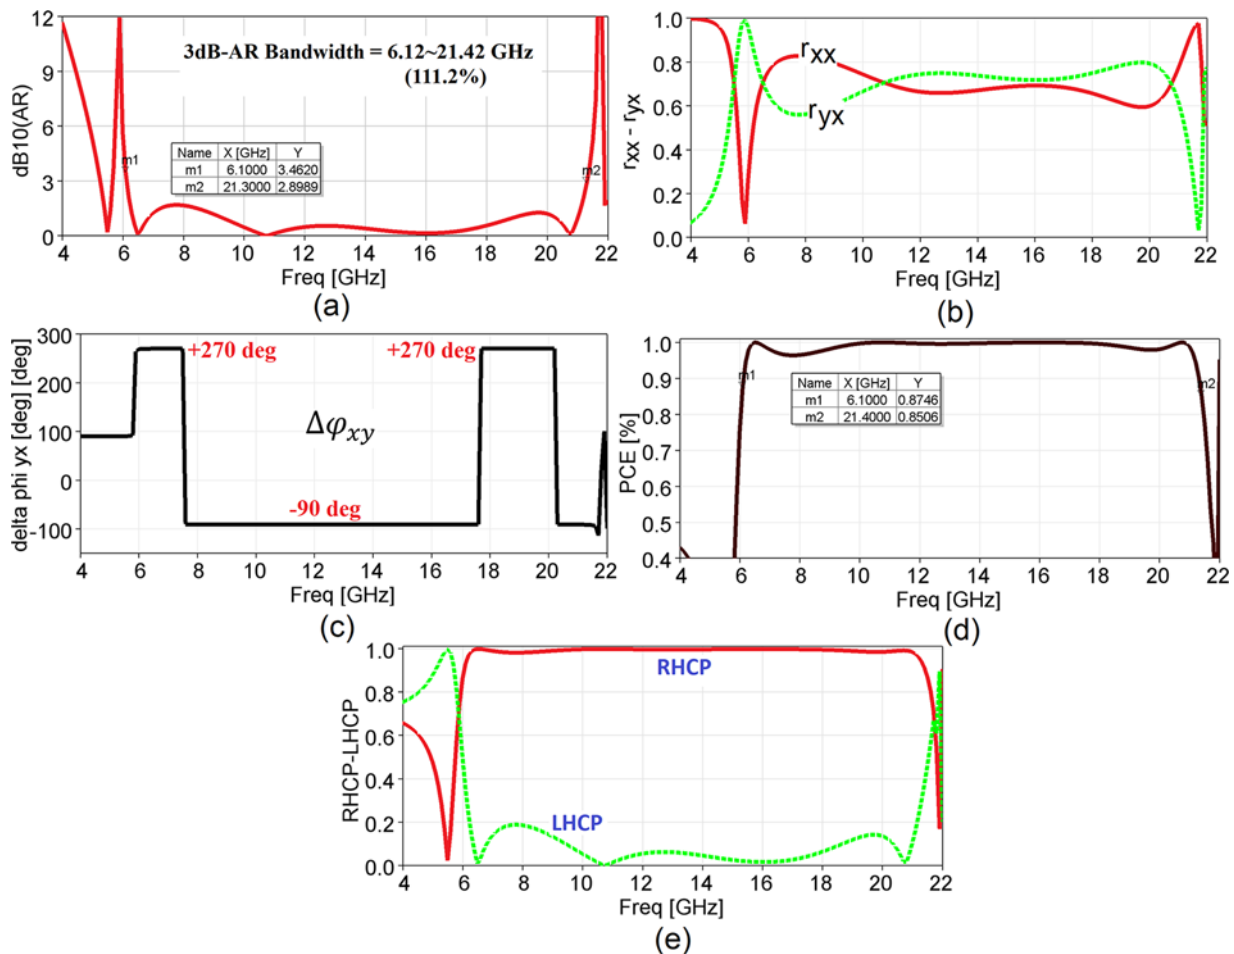 12
9
6
3
0
dB10(AR)
3dB-AR Bandwidth = 6.12~21.42 GHz
(111.2%)
m1
m2
Name X [GHz] Y
m1 6.1000 3.4620
m2 21.3000 2.8989
4 6 8 10 12 14 16 18 20 22
Freq [GHz]
(a)
1.0
0.8
0.6
0.4
0.2
0.0
rxx - ryx
rxx
ryx
4 6 8 10 12 14 16 18 20 22
Freq [GHz]
(b)
300
200
100
0
-100
delta phi yx [deg] [deg]
+270 deg +270 deg
Δφxy
-90 deg
4 6 8 10 12 14 16 18 20 22
Freq [GHz]
(c)
1.0
0.9
0.8
0.7
0.6
0.5
0.4
PCE [%]
m1
m2
Name X [GHz] Y
m1 6.1000 0.8746
m2 21.4000 0.8506
4 6 8 10 12 14 16 18 20 22
Freq [GHz]
(d)
1.0
0.8
0.6
0.4
0.2
0.0
RHCP-LHCP
RHCP
LHCP
4 6 8 10 12 14 16 18 20 22
Freq [GHz]
(e)